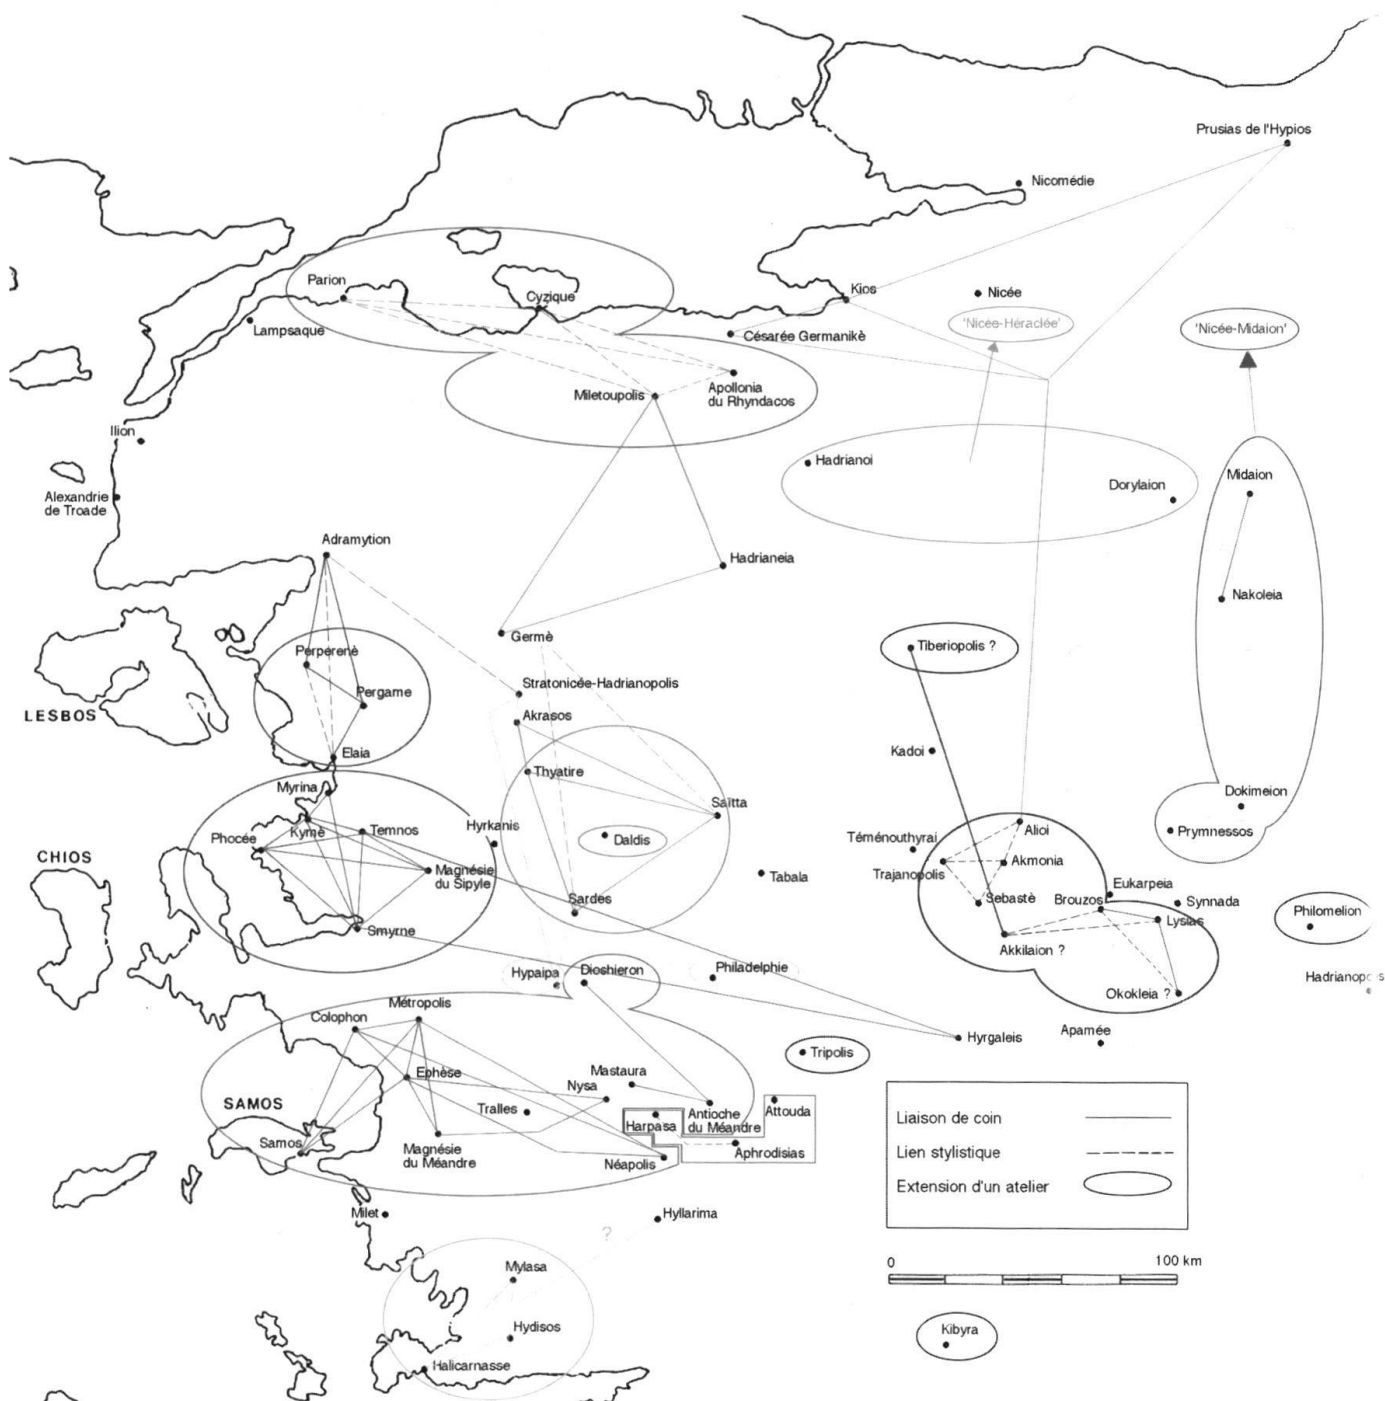 Prusias de l'Hypios
Nicomédie
Parion
Cyzique
Kios
Nicée
Lampsaque
Césarée Germanikè
'Nicée-Héraclée'
'Nicée-Midaion'
Miletoupolis
Apollonia
du Rhyndacos
Ilion
Hadrianoi
Dorylaion
Midaion
Alexandrie
de Troade
Adramytion
Hadrianeia
Nakoleia
Germè
Tiberiopolis ?
Perpérenè
Stratonicée-Hadrianopolis
Pergame
LESBOS
Akrasos
Elaia
Kadoi
Thyatire
Myrina
Saïtta
Dokimeion
Kymè
Temnos
Hyrkanis
Daldis
Alioi
Prymnessos
Phocée
Téménouthyrai
CHIOS
Magnésie
du Sipyle
Tabala
Trajanopolis
Akmonia
Eukarpeia
Sardes
Sebastè
Brouzos
Synnada
Philomelion
Smyrne
Lysias
Akkilaion ?
Hypaipa
Dioshieron
Philadelphie
Okokleia ?
Hadrianopolis
Métropolis
Colophon
Hyrgaleis
Apamée
Tripolis
Ephèse
Mastaura
Nysa
SAMOS
Tralles
Antioche
du Méandre
Attouda
Harpasa
Samos
Magnésie
du Méandre
Néapolis
Aphrodisias
Liaison de coin
Lien stylistique
Extension d'un atelier
Milet
Hyllarima
?
Mylasa
0
100 km
Hydisos
Kibyra
Halicarnasse